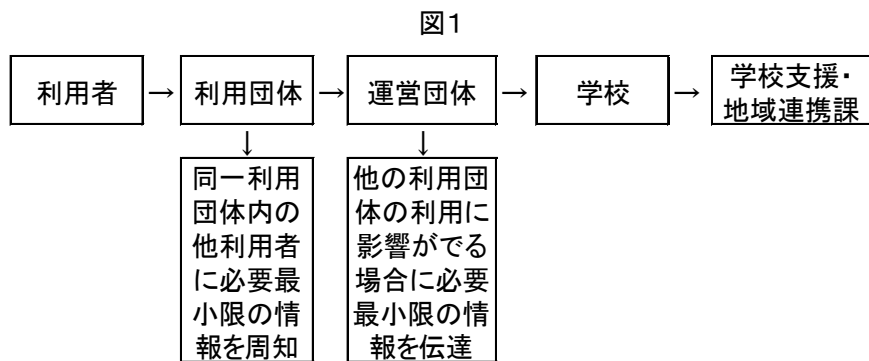 図1
利用者 → 利用団体 → 運営団体 → 学校 → 学校支援・
地域連携課
↓
同一利用
団体内の
他利用者
に必要最
小限の情
報を周知
↓
他の利用団
体の利用に
影響がでる
場合に必要
最小限の情
報を伝達